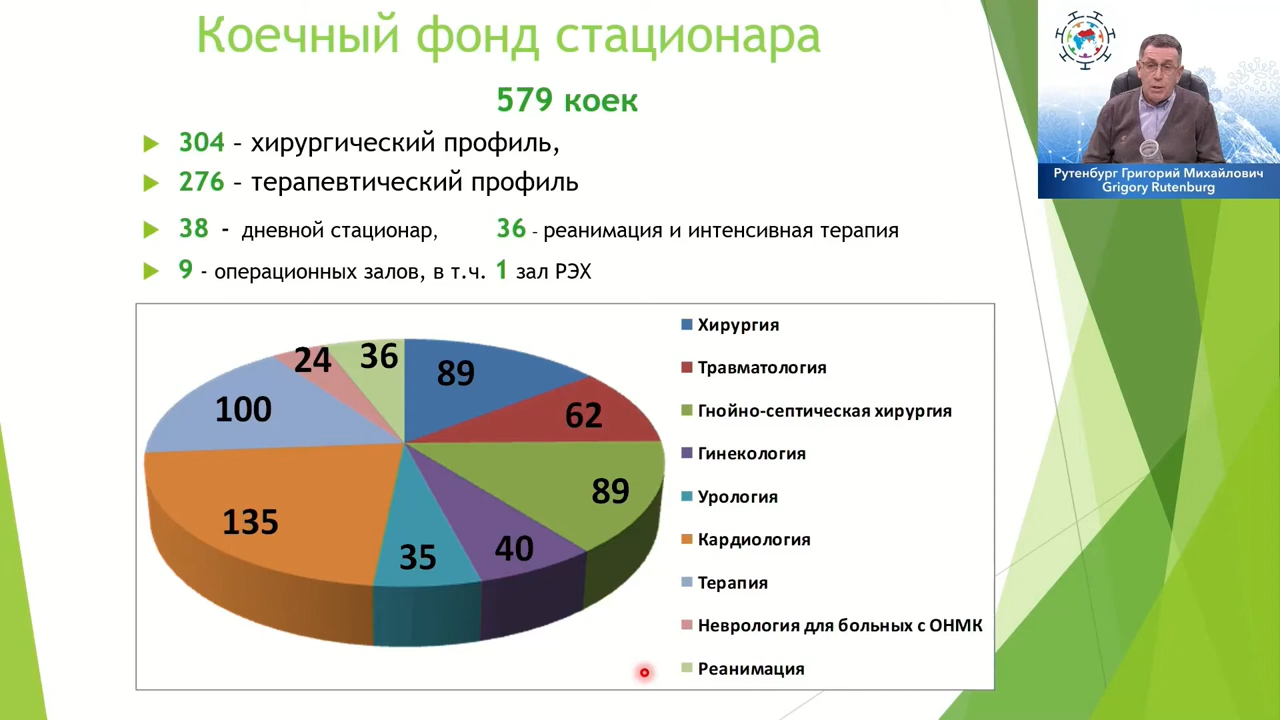 Коечный фонд стационара
579 коек
304 – хирургический профиль,
276 – терапевтический профиль
38 - дневной стационар, 36 - реанимация и интенсивная терапия
9 - операционных залов, в т.ч. 1 зал РЭХ
89
62
89
40
35
135
100
24
36
Хирургия
Травматология
Гнойно-септическая хирургия
Гинекология
Урология
Кардиология
Терапия
Неврология для больных с ОНМК
Реанимация
Рутенбург Григорий Михайлович
Grigory Rutenburg